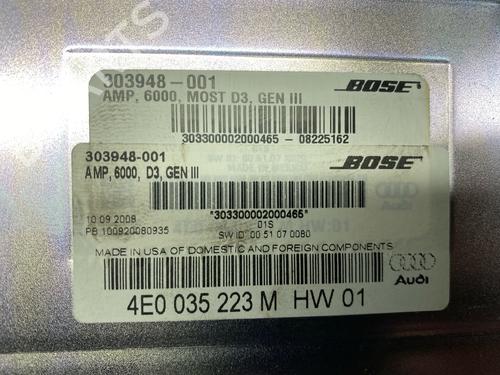 303948-001
BOSE
AMP, 6000, MOST D3, GEN III
303300002000465 - 08225162
303948-001
BOSE
AMP, 6000, D3, GEN III
*303300002000465*
10 09 2008
01S
PB 100920080935
SW ID: 00 51 07 0080
MADE IN USA OF DOMESTIC AND FOREIGN COMPONENTS
Audi
4E0 035 223 M HW 01